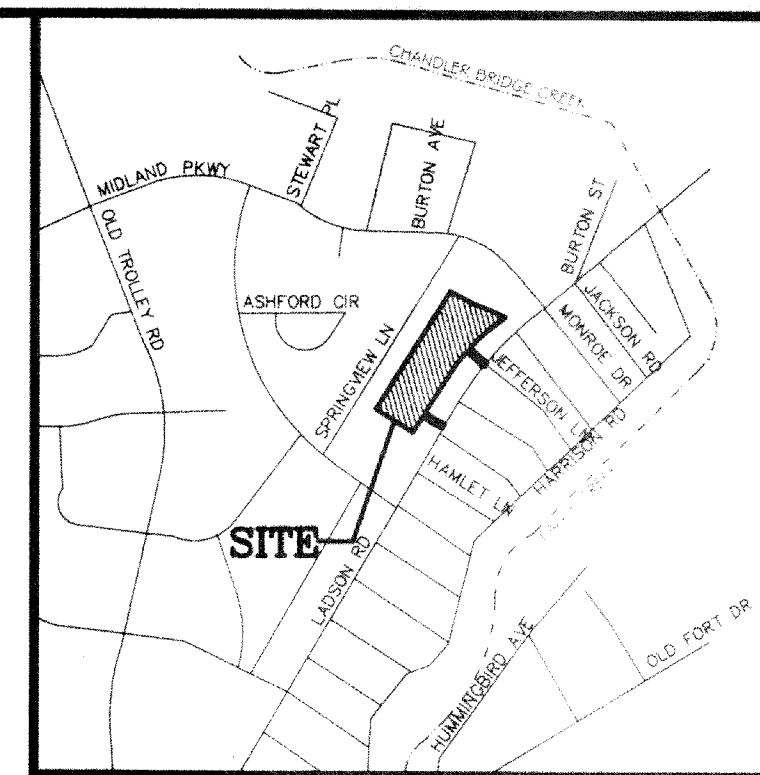 CHANDLER BRIDGE CREEK
STEWART PL
BURTON AVE
MIDLAND PKWY
BURTON ST
OLD TROLLEY RD
ASHFORD CIR
JACKSON RD
MONROE DR
SPRINGVIEW LN
JEFFERSON LN
HARRISON RD
HAMLET LN
SITE
LADSON RD
HUMMINGBIRD AVE
OLD FORT DR